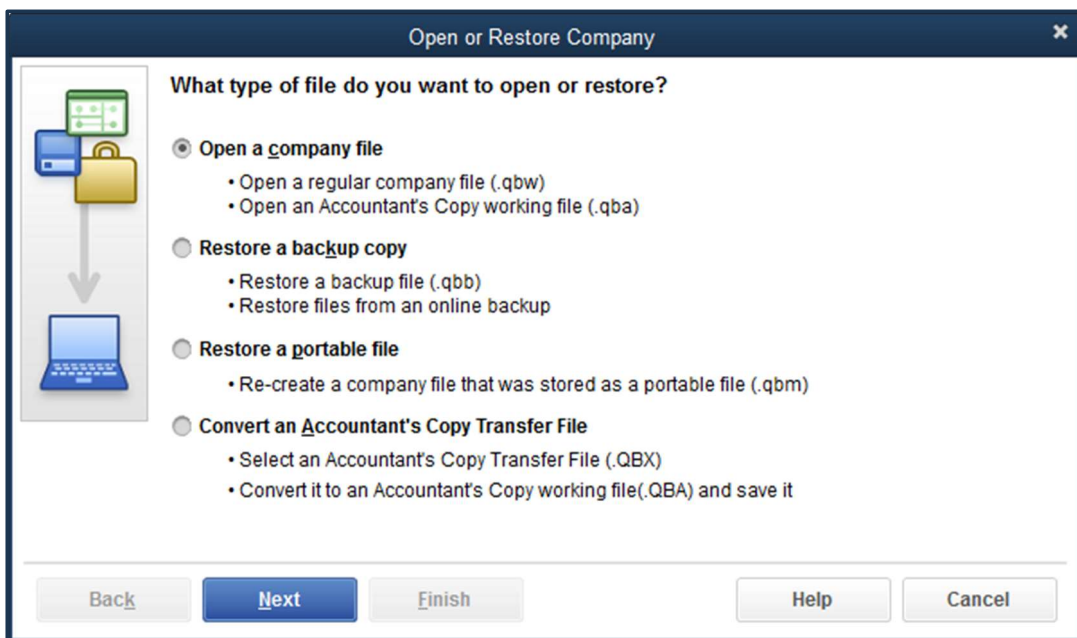 Open or Restore Company
What type of file do you want to open or restore?
Open a company file
• Open a regular company file (.qbw)
• Open an Accountant's Copy working file (.qba)
Restore a backup copy
• Restore a backup file (.qbb)
• Restore files from an online backup
Restore a portable file
• Re-create a company file that was stored as a portable file (.qbm)
Convert an Accountant's Copy Transfer File
• Select an Accountant's Copy Transfer File (.QBX)
• Convert it to an Accountant's Copy working file(.QBA) and save it
Back Next Finish Help Cancel